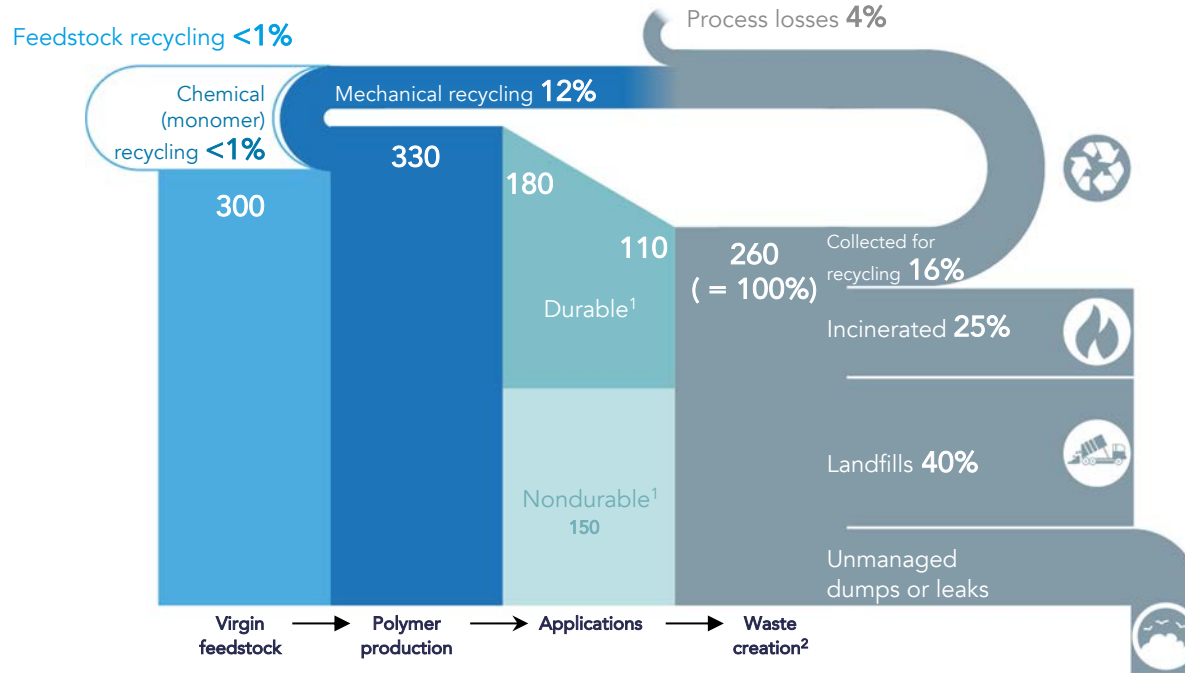 Process losses 4%
Feedstock recycling <1%
Chemical
(monomer)
recycling <1%
Mechanical recycling 12%
300
330
180
110
Durable¹
Nondurable¹
150
260
( = 100%)
Collected for
recycling 16%
Incinerated 25%
Landfills 40%
Unmanaged
dumps or leaks
Virgin
feedstock
Polymer
production
Applications
Waste
creation²